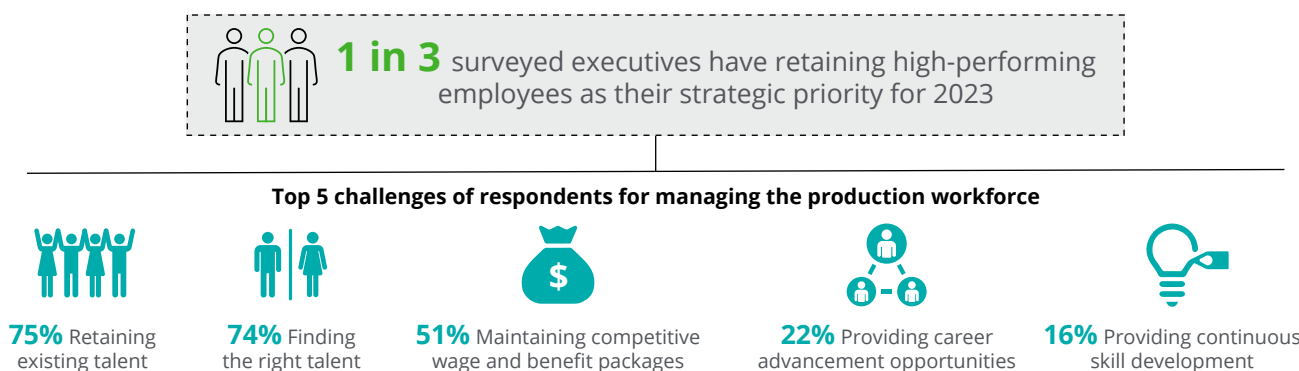 1 in 3 surveyed executives have retaining high-performing
employees as their strategic priority for 2023
Top 5 challenges of respondents for managing the production workforce
$
75% Retaining
existing talent
74% Finding
the right talent
51% Maintaining competitive
wage and benefit packages
22% Providing career
advancement opportunities
16% Providing continuous
skill development